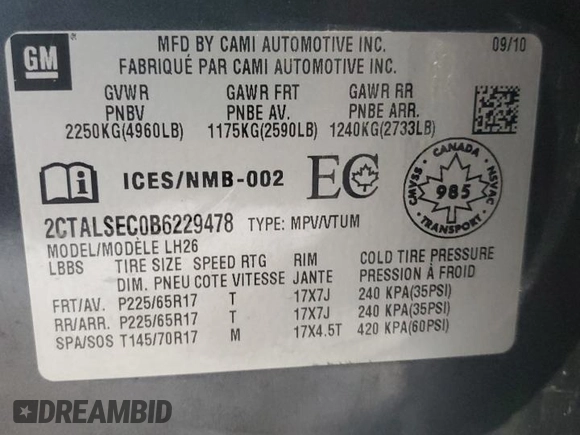 GM
MFD BY CAMI AUTOMOTIVE INC.
09/10
FABRIQUÉ PAR CAMI AUTOMOTIVE INC.
GVWR GAWR FRT GAWR RR
PNBV PNBE AV. PNBE ARR.
2250KG(4960LB) 1175KG(2590LB) 1240KG(2733LB)
ICES/NMB-002
EC
CANADA
CMVSS 985 NSVAC
2CTALSEC0B6229478 TYPE: MPV/VTUM
MODEL/MODÈLE LH26
LBBS TIRE SIZE SPEED RTG RIM COLD TIRE PRESSURE
DIM. PNEU COTE VITESSE JANTE PRESSION À FROID
FRT/AV. P225/65R17 T 17X7J 240 KPA(35PSI)
RR/ARR. P225/65R17 T 17X7J 240 KPA(35PSI)
SPA/SOS T145/70R17 M 17X4.5T 420 KPA(60PSI)
DREAMBID